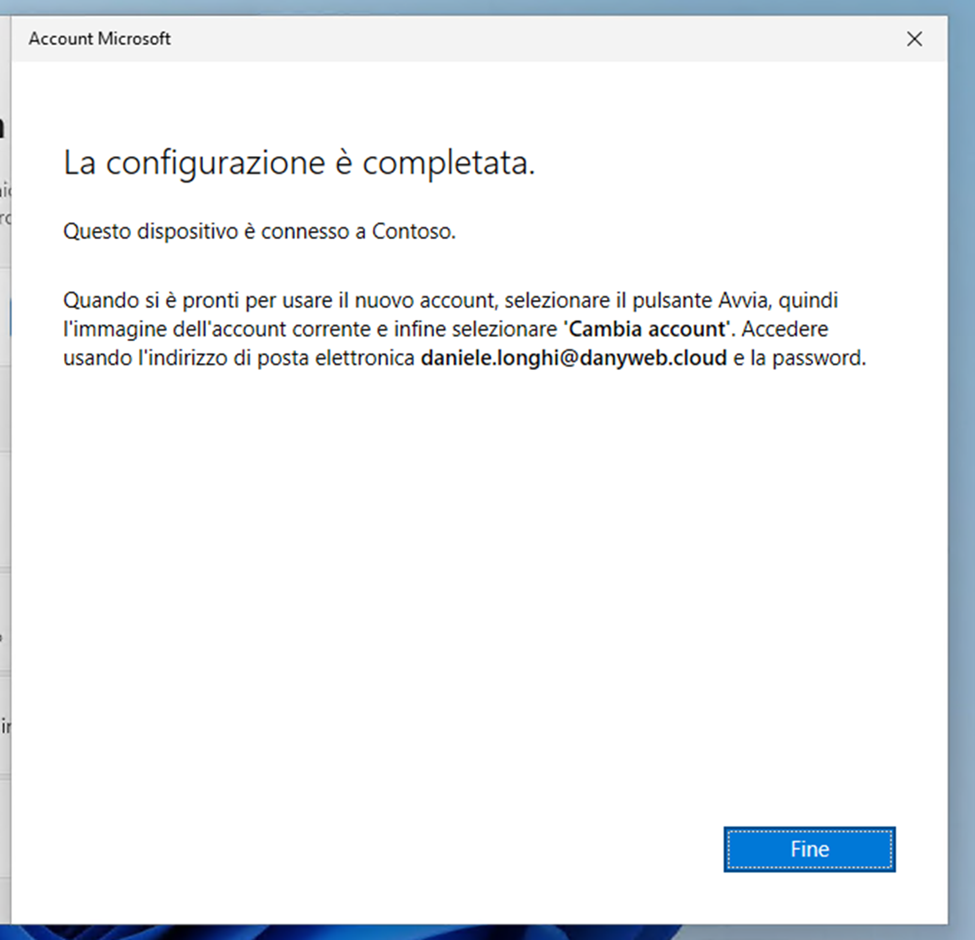 Account Microsoft
La configurazione è completata.
Questo dispositivo è connesso a Contoso.
Quando si è pronti per usare il nuovo account, selezionare il pulsante Avvia, quindi
l'immagine dell'account corrente e infine selezionare 'Cambia account'. Accedere
usando l'indirizzo di posta elettronica daniele.longhi@danyweb.cloud e la password.
Fine